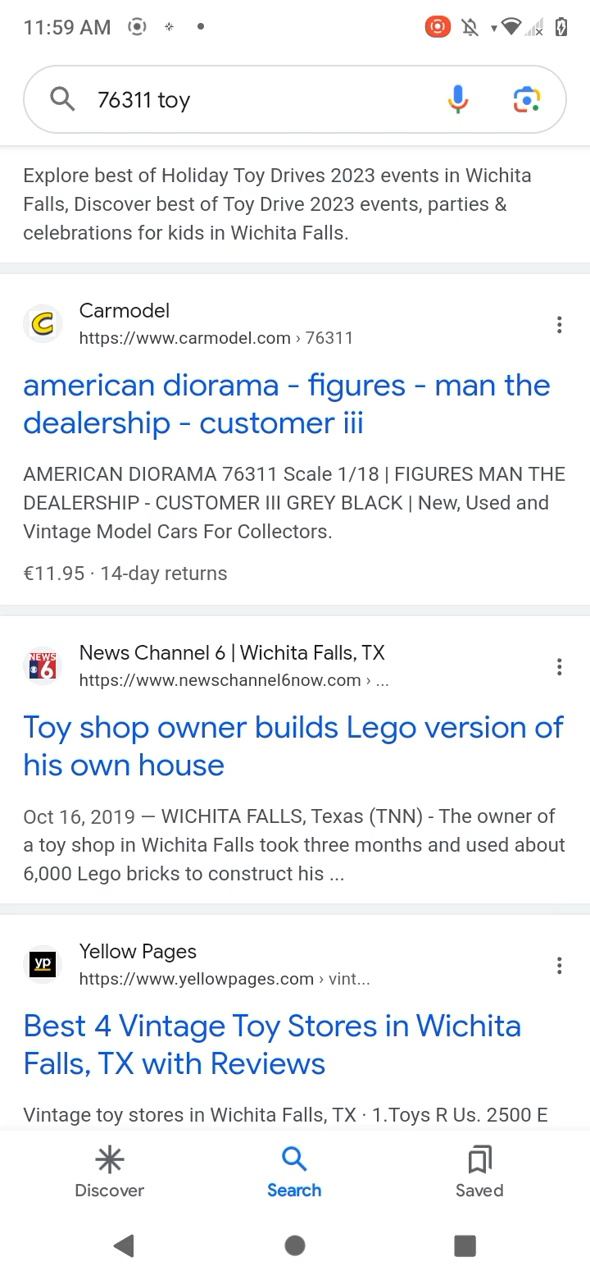 11:59 AM
76311 toy
Explore best of Holiday Toy Drives 2023 events in Wichita
Falls, Discover best of Toy Drive 2023 events, parties &
celebrations for kids in Wichita Falls.
Carmodel
https://www.carmodel.com › 76311
american diorama - figures - man the
dealership - customer iii
AMERICAN DIORAMA 76311 Scale 1/18 | FIGURES MAN THE
DEALERSHIP - CUSTOMER III GREY BLACK | New, Used and
Vintage Model Cars For Collectors.
€11.95 · 14-day returns
NEWS
6
News Channel 6 | Wichita Falls, TX
https://www.newschannel6now.com › ...
Toy shop owner builds Lego version of
his own house
Oct 16, 2019 — WICHITA FALLS, Texas (TNN) - The owner of
a toy shop in Wichita Falls took three months and used about
6,000 Lego bricks to construct his ...
yp
Yellow Pages
https://www.yellowpages.com › vint...
Best 4 Vintage Toy Stores in Wichita
Falls, TX with Reviews
Vintage toy stores in Wichita Falls, TX · 1.Toys R Us. 2500 E
Discover
Search
Saved